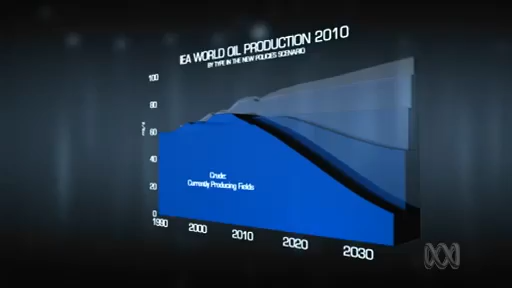 IEA WORLD OIL PRODUCTION 2010
BY TYPE IN THE NEW POLICIES SCENARIO
100
80
60
40
20
0
Crude:
Currently Producing Fields
1990
2000
2010
2020
2030